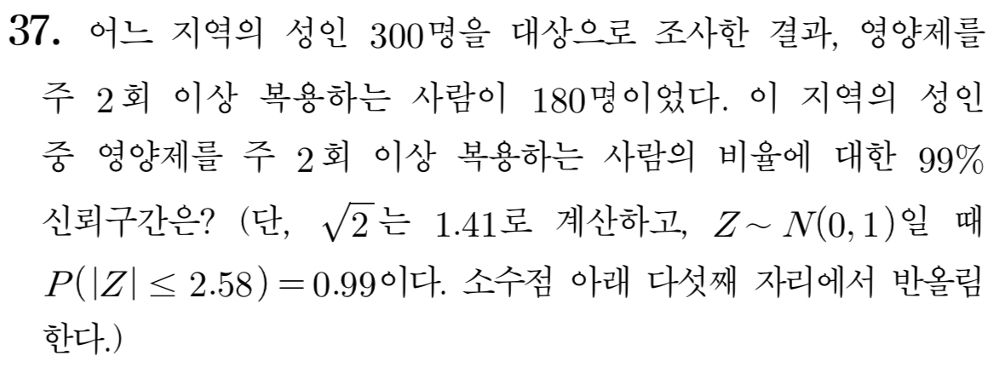 37. 어느 지역의 성인 300명을 대상으로 조사한 결과, 영양제를
주 2회 이상 복용하는 사람이 180명이었다. 이 지역의 성인
중 영양제를 주 2회 이상 복용하는 사람의 비율에 대한 99%
신뢰구간은? (단, √2는 1.41로 계산하고, Z ~ N(0, 1)일 때
P(|Z| ≤ 2.58) = 0.99이다. 소수점 아래 다섯째 자리에서 반올림
한다.)